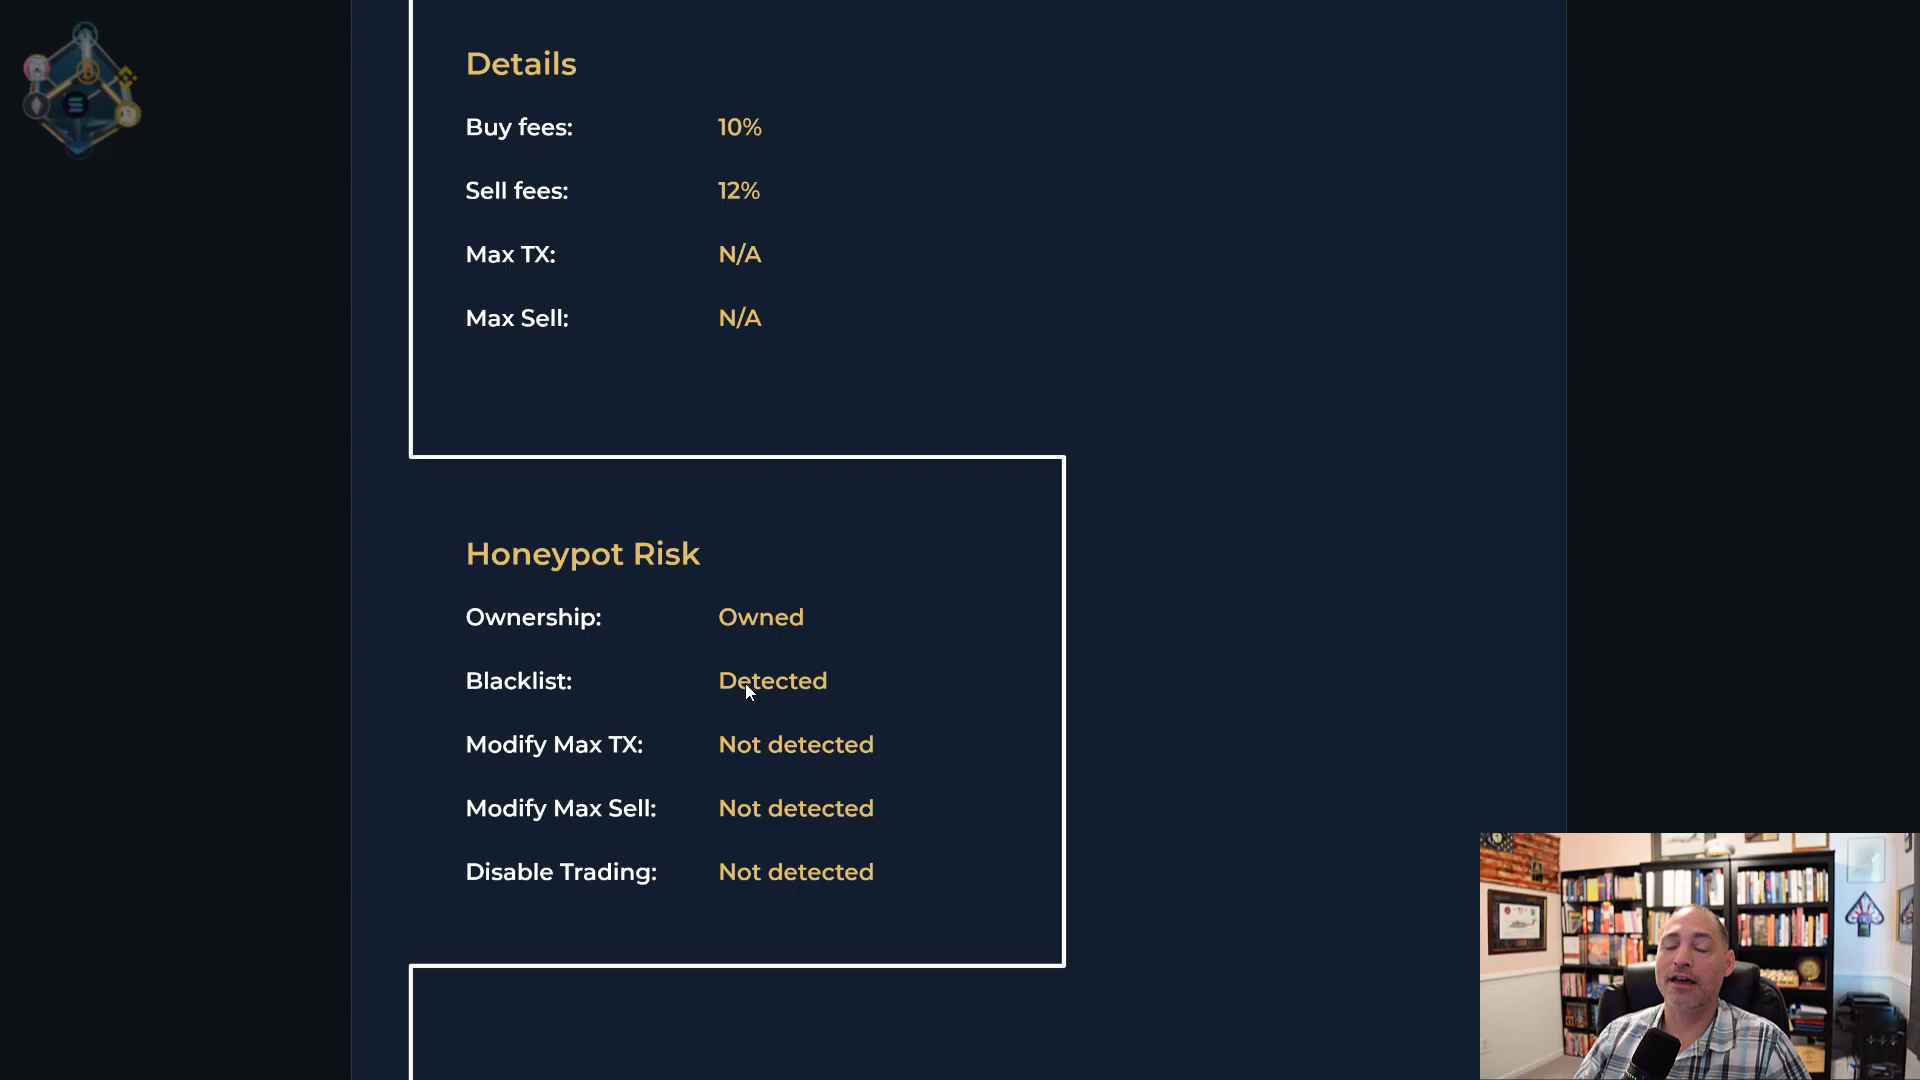 Details
Buy fees: 10%
Sell fees: 12%
Max TX: N/A
Max Sell: N/A
Honeypot Risk
Ownership: Owned
Blacklist: Detected
Modify Max TX: Not detected
Modify Max Sell: Not detected
Disable Trading: Not detected